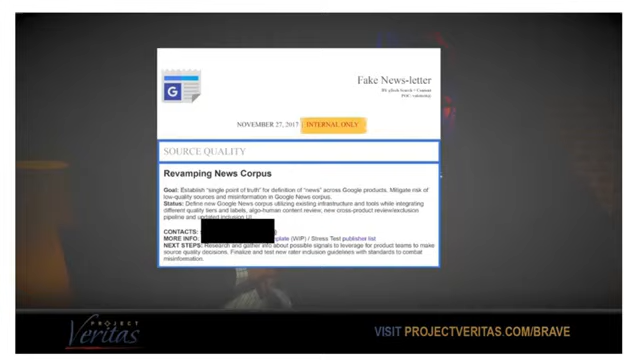 Fake News-letter
NOVEMBER 27, 2017 | INTERNAL ONLY
SOURCE QUALITY
Revamping News Corpus
Goal: Establish "single point of truth" for definition of "news" across Google products. Mitigate risk of
low-quality sources and misinformation in Google News corpus.
Status: Define new Google News corpus utilizing existing infrastructure and tools while integrating
different quality tiers and labels, algo-human content review, new cross-product review/exclusion
pipeline and updated inclusion UI.
CONTACTS:
MORE INFO: (WIP) / Stress Test publisher list
NEXT STEPS: Research and gather info about possible signals to leverage for product teams to make
source quality decisions. Finalize and test new rater inclusion guidelines with standards to combat
misinformation.
PROJECT
Veritas
VISIT PROJECTVERITAS.COM/BRAVE